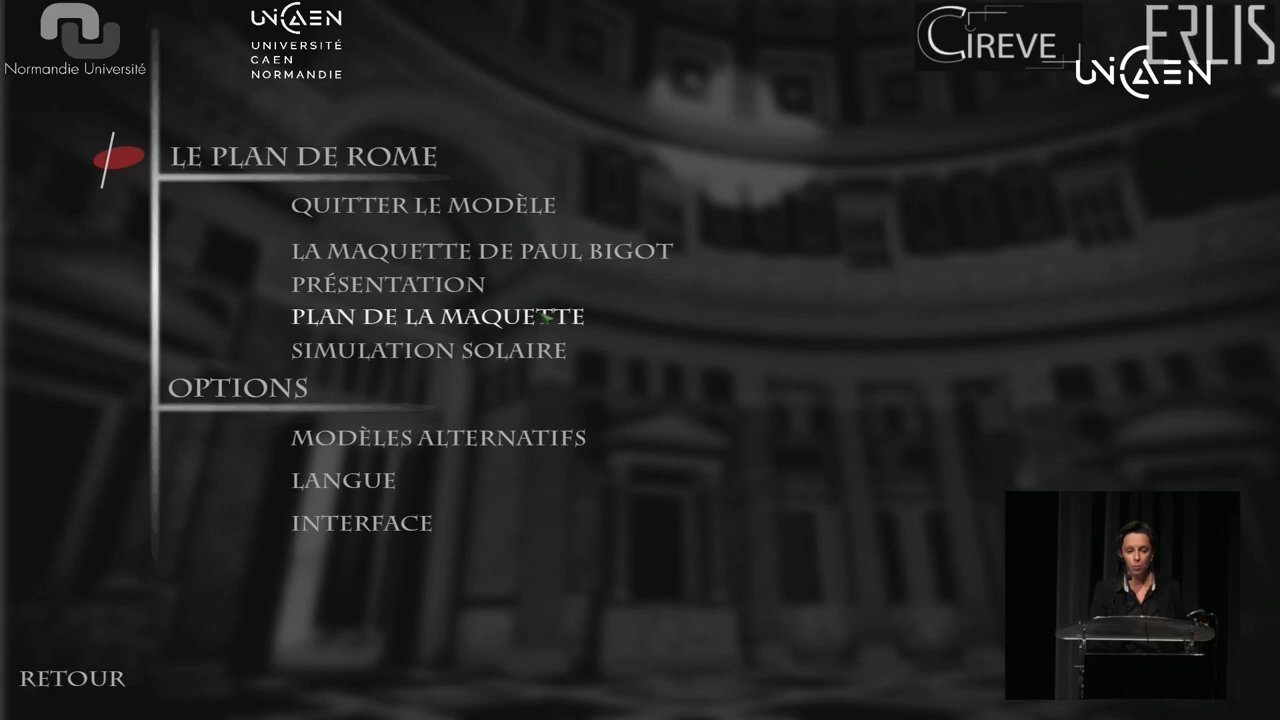 Normandie Université
UNICAEN
UNIVERSITÉ
CAEN
NORMANDIE
CIREVE
ERLIS
UNICAEN
LE PLAN DE ROME
QUITTER LE MODÈLE
LA MAQUETTE DE PAUL BIGOT
PRÉSENTATION
PLAN DE LA MAQUETTE
SIMULATION SOLAIRE
OPTIONS
MODÈLES ALTERNATIFS
LANGUE
INTERFACE
RETOUR